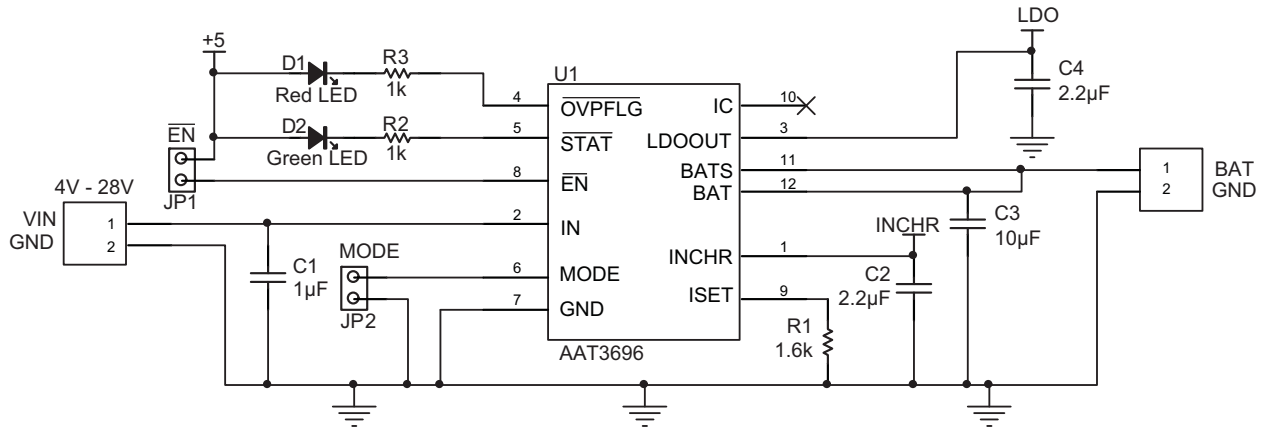 LDO
+5
D1
R3
U1
C4
2.2µF
Red LED
1k
4
OVPFLG
IC
10
D2
R2
5
STAT
LDOOUT
3
EN
Green LED
1k
BATS
11
1
BAT
8
EN
BAT
12
2
GND
4V - 28V
JP1
VIN
1
2
IN
C3
10µF
GND
2
INCHR
MODE
C1
1µF
6
MODE
INCHR
1
C2
2.2µF
JP2
7
GND
ISET
9
R1
1.6k
AAT3696